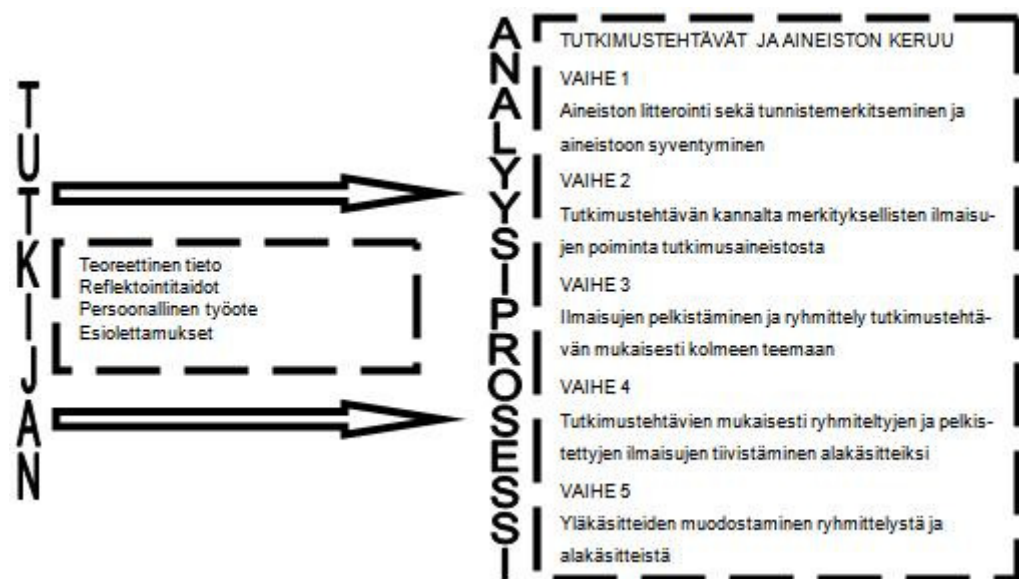 TUTKIJAN
Teoreettinen tieto
Reflektointitaidot
Persoonallinen työote
Esiolettamukset
ANALYYSIPROSESSI
TUTKIMUSTEHTÄVÄT JA AINEISTON KERUU
VAIHE 1
Aineiston litterointi sekä tunnistemerkitseminen ja
aineistoon syventyminen
VAIHE 2
Tutkimustehtävän kannalta merkityksellisten ilmaisu-
jen poiminta tutkimusaineistosta
VAIHE 3
Ilmaisujen pelkistäminen ja ryhmittely tutkimustehtä-
vän mukaisesti kolmeen teemaan
VAIHE 4
Tutkimustehtävien mukaisesti ryhmiteltyjen ja pelkis-
tettyjen ilmaisujen tiivistäminen alakäsitteiksi
VAIHE 5
Yläkäsitteiden muodostaminen ryhmittelystä ja
alakäsitteistä